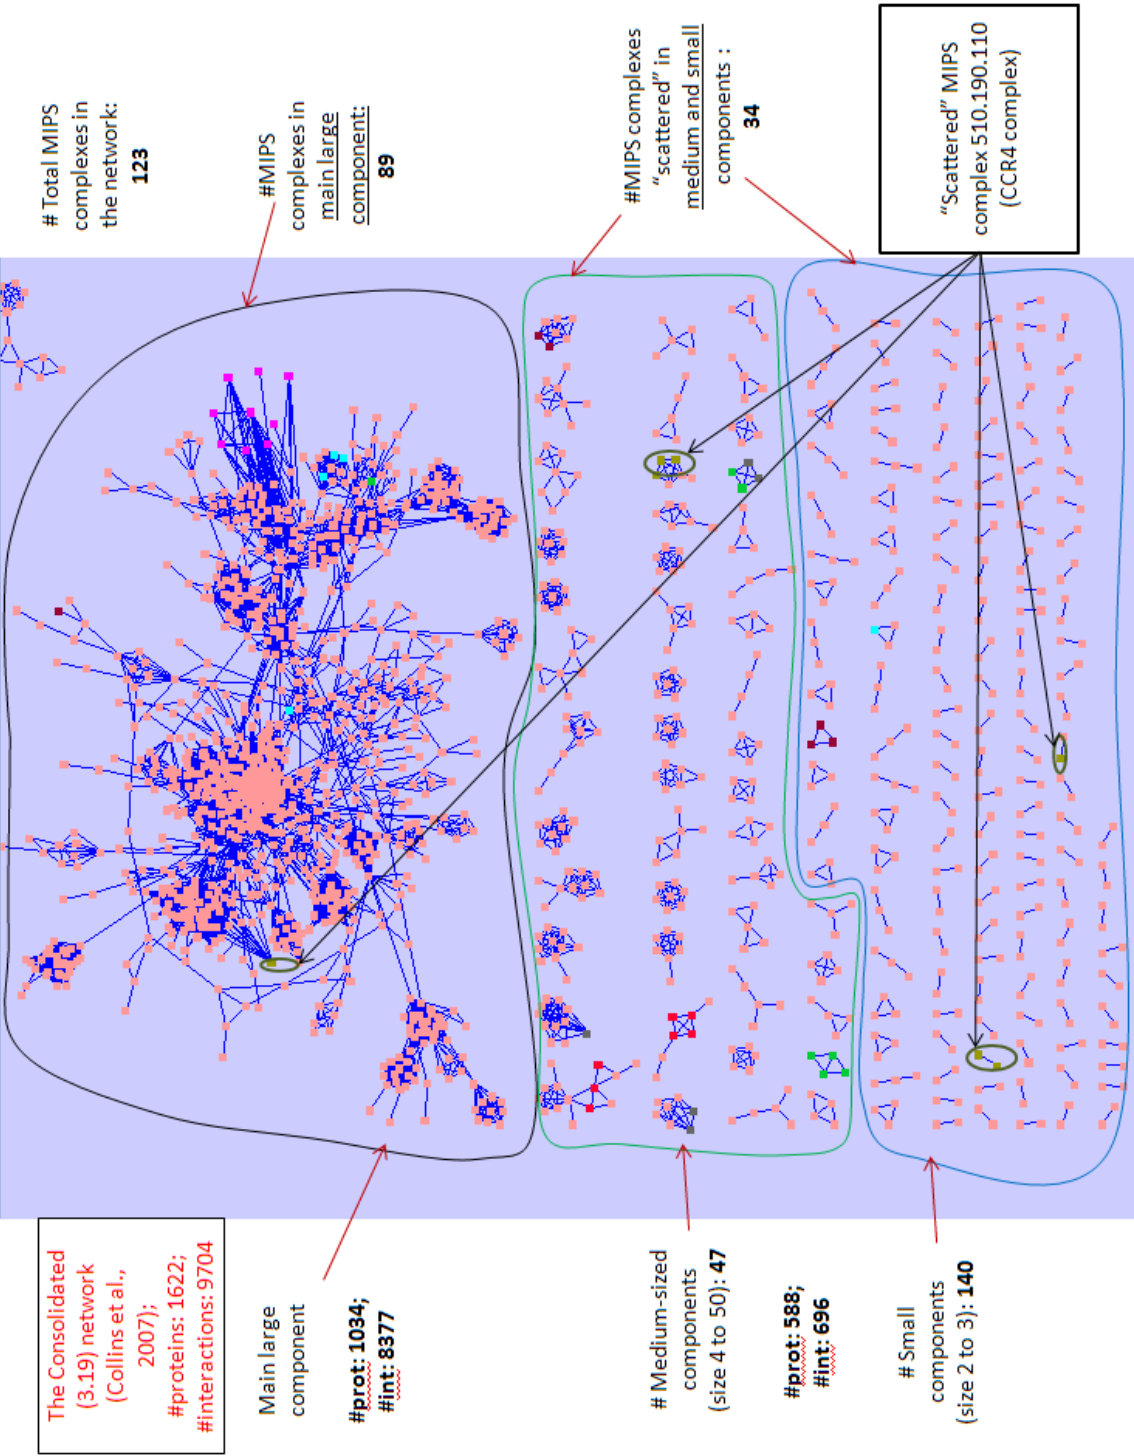 The Consolidated
(3.19) network
(Collins et al.,
2007);
#proteins: 1622;
#interactions: 9704
Main large
component
#prot: 1034;
#int: 8377
# Medium-sized
components
(size 4 to 50): 47
#prot: 588;
#int: 696
# Small
components
(size 2 to 3): 140
# Total MIPS
complexes in
the network:
123
#MIPS
complexes in
main large
component:
89
#MIPS complexes
“scattered” in
medium and small
components :
34
“Scattered” MIPS
complex 510.190.110
(CCR4 complex)